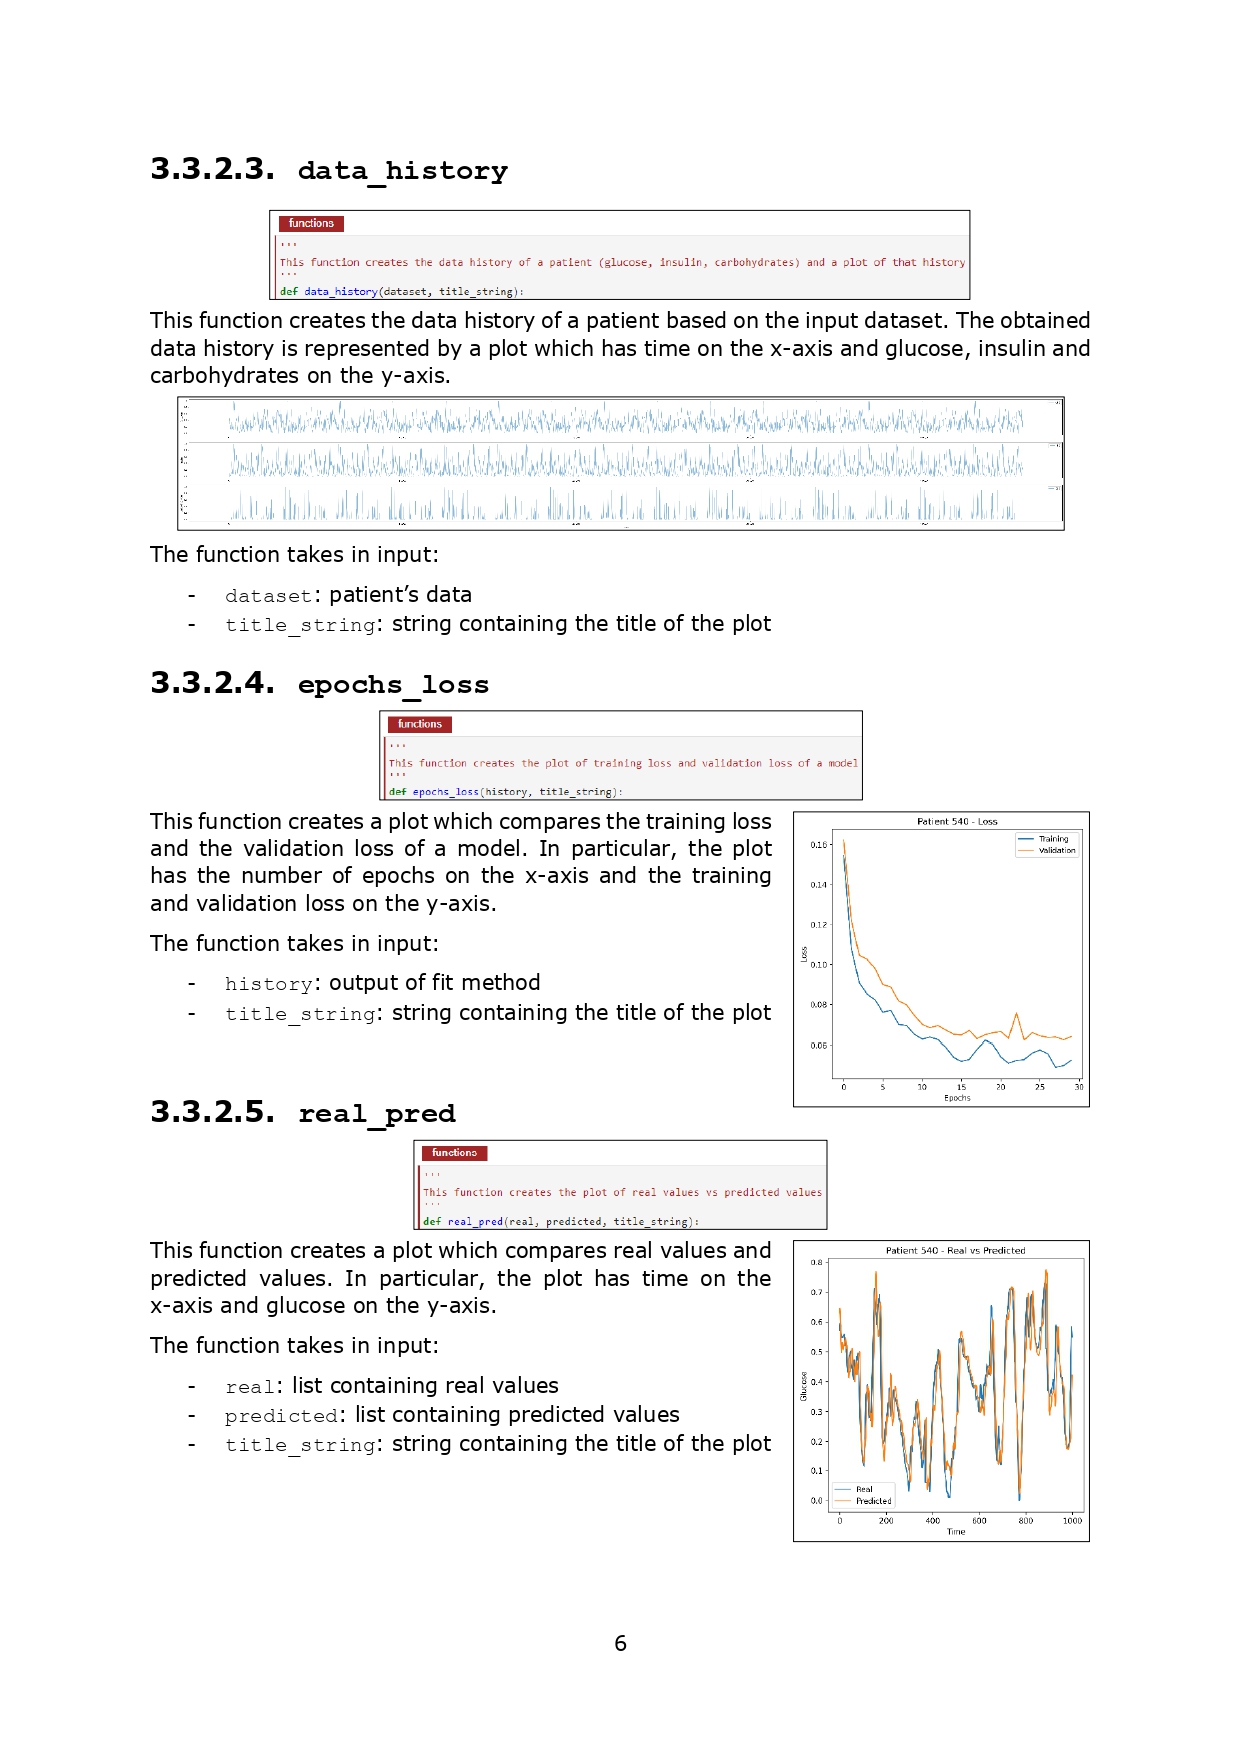 3.3.2.3. data_history
functions
'''
This function creates the data history of a patient (glucose, insulin, carbohydrates) and a plot of that history
'''
def data_history(dataset, title_string):
This function creates the data history of a patient based on the input dataset. The obtained
data history is represented by a plot which has time on the x-axis and glucose, insulin and
carbohydrates on the y-axis.
The function takes in input:
- dataset: patient’s data
- title_string: string containing the title of the plot
3.3.2.4. epochs_loss
functions
'''
This function creates the plot of training loss and validation loss of a model
'''
def epochs_loss(history, title_string):
This function creates a plot which compares the training loss
and the validation loss of a model. In particular, the plot
has the number of epochs on the x-axis and the training
and validation loss on the y-axis.
The function takes in input:
- history: output of fit method
- title_string: string containing the title of the plot
Patient 540 - Loss
Training
Validation
0.16
0.14
0.12
0.10
0.08
0.06
Loss
0 5 10 15 20 25 30
Epochs
3.3.2.5. real_pred
functions
'''
This function creates the plot of real values vs predicted values
'''
def real_pred(real, predicted, title_string):
This function creates a plot which compares real values and
predicted values. In particular, the plot has time on the
x-axis and glucose on the y-axis.
The function takes in input:
- real: list containing real values
- predicted: list containing predicted values
- title_string: string containing the title of the plot
Patient 540 - Real vs Predicted
0.8
0.7
0.6
0.5
0.4
0.3
0.2
0.1
0.0
Glucose
Real
Predicted
0 200 400 600 800 1000
Time
6